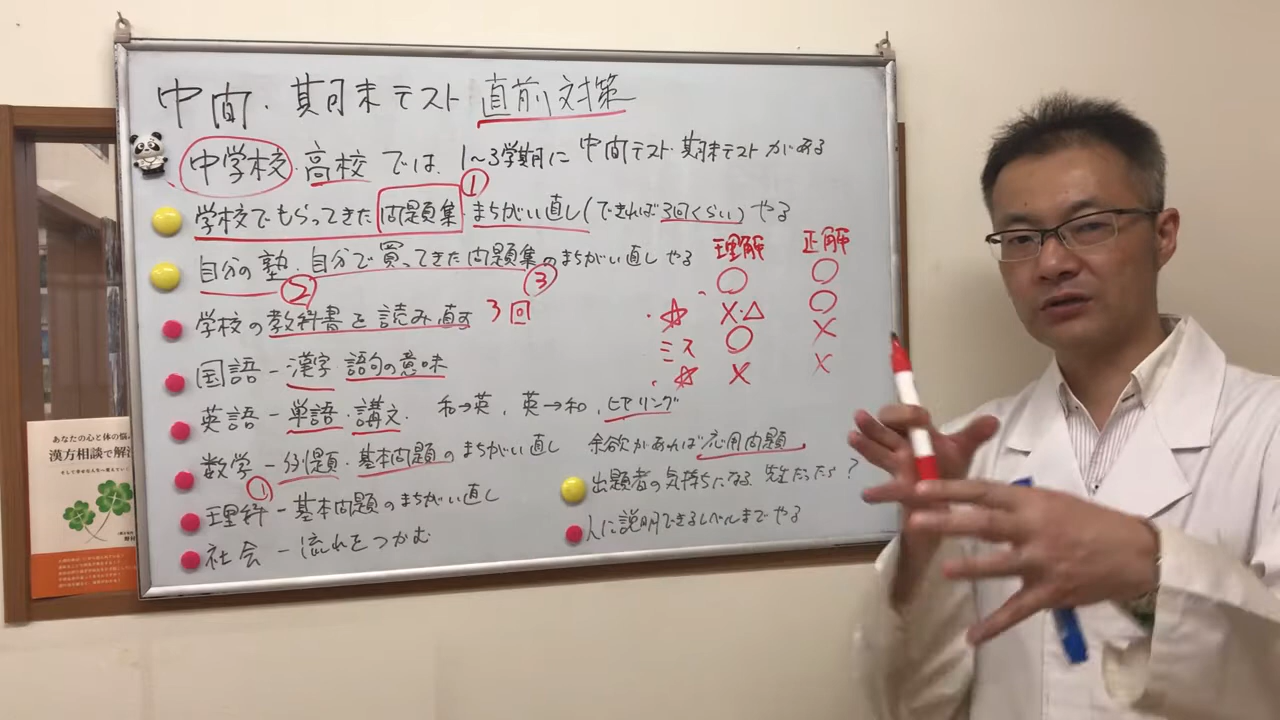 中間・期末テスト直前対策
中学校・高校では、1〜3学期に中間テスト・期末テストがある
①
学校でもらってきた問題集・まちがい直し(できれば3回くらい)やる
自分の塾、自分で買ってきた問題集のまちがい直しやる
② ③
学校の教科書を読み直す 3回
国語−漢字・語句の意味
英語−単語・講文. 和→英, 英→和, ヒヤリング
数学−例題・基本問題のまちがい直し 余欲があれば応用問題
①
理科−基本問題のまちがい直し
社会−流れをつかむ
出題者の気持ちになる 先生だったら?
人に説明できるレベルまでやる
理解 正解
○ ○
☆ ×・△ ○
ミス ○ ×
☆ × ×
あなたの心と体の悩み
漢方相談で解